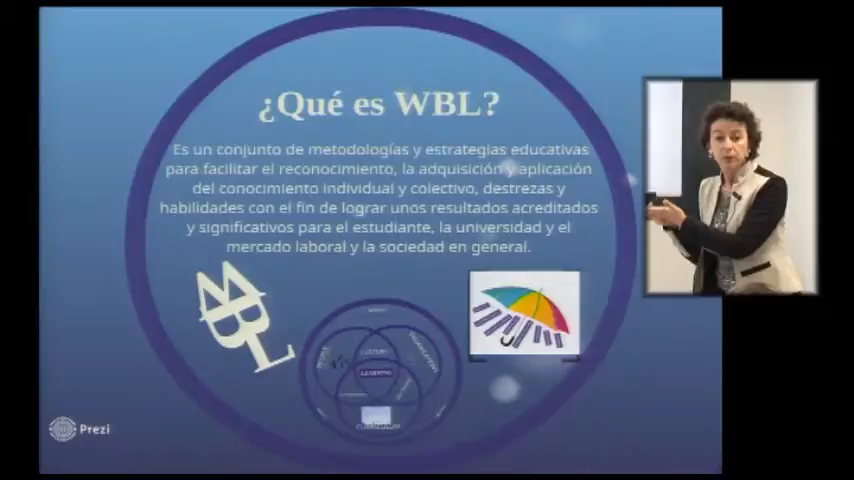 ¿Qué es WBL?
Es un conjunto de metodologías y estrategias educativas
para facilitar el reconocimiento, la adquisición y aplicación
del conocimiento individual y colectivo, destrezas y
habilidades con el fin de lograr unos resultados acreditados
y significativos para el estudiante, la universidad y el
mercado laboral y la sociedad en general.
WBL
LEARNING
CURRICULUM
Prezi